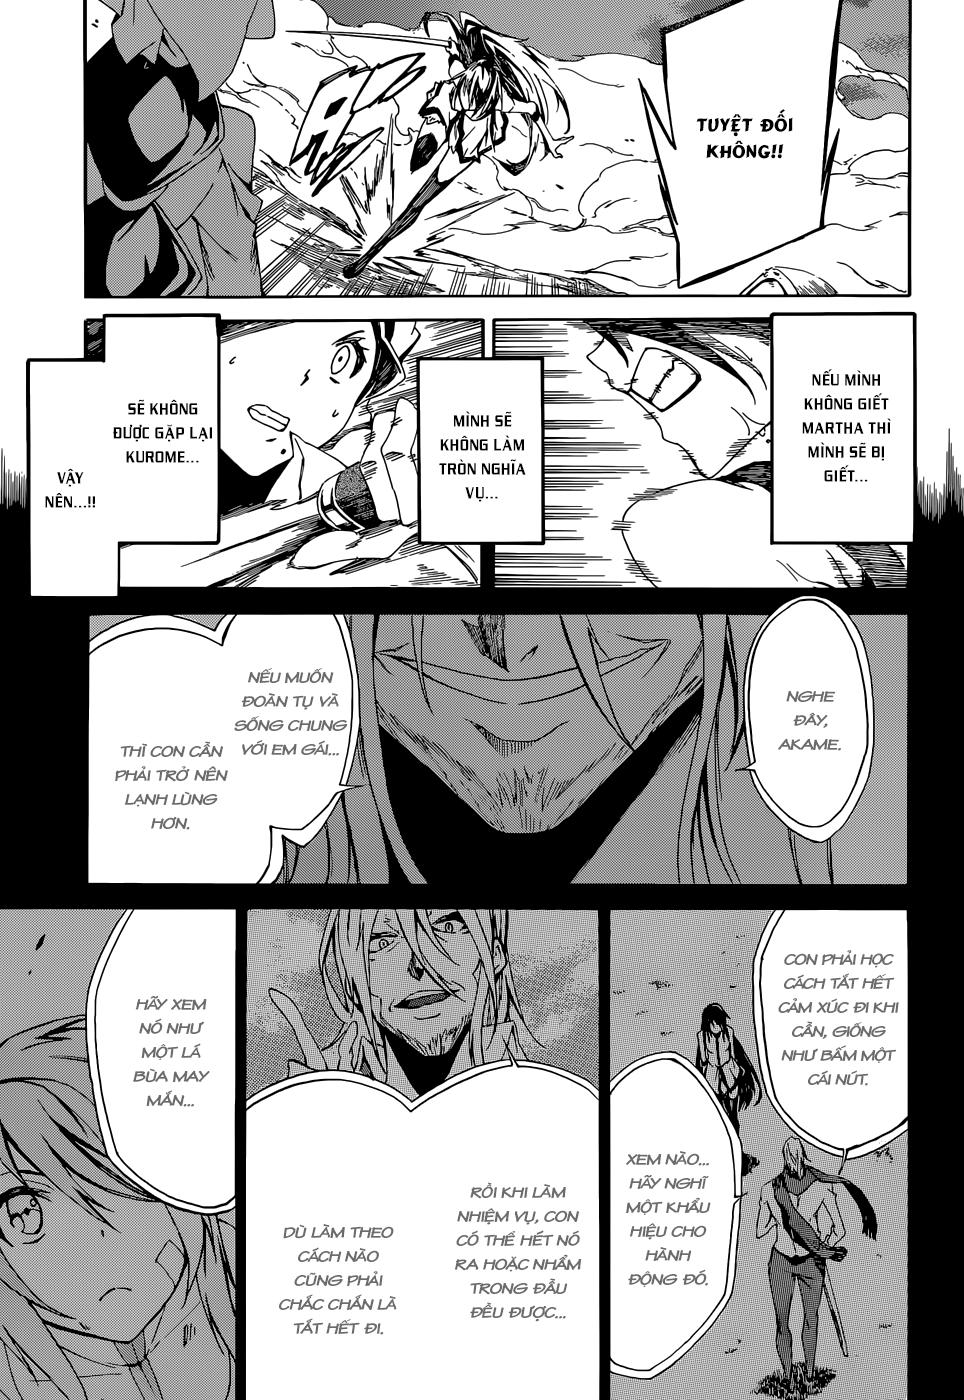 TUYỆT ĐỐI
KHÔNG!!
NẾU MÌNH
KHÔNG GIẾT
MARTHA THÌ
MÌNH SẼ BỊ
GIẾT...
MÌNH SẼ
KHÔNG LÀM
TRÒN NGHĨA
VỤ...
SẼ KHÔNG
ĐƯỢC GẶP LẠI
KUROME...
VẬY
NÊN...!!
NGHE
ĐÂY,
AKAME.
NẾU MUỐN
ĐOÀN TỤ VÀ
SỐNG CHUNG
VỚI EM GÁI...
THÌ CON CẦN
PHẢI TRỞ NÊN
LẠNH LÙNG
HƠN.
CON PHẢI HỌC
CÁCH TẮT HẾT
CẢM XÚC ĐI KHI
CẦN, GIỐNG
NHƯ BẤM MỘT
CÁI NÚT.
XEM NÀO...
HÃY NGHĨ
MỘT KHẨU
HIỆU CHO
HÀNH
ĐỘNG ĐÓ.
RỒI KHI LÀM
NHIỆM VỤ, CON
CÓ THỂ HÉT NÓ
RA HOẶC NHẨM
TRONG ĐẦU
ĐỀU ĐƯỢC...
DÙ LÀM THEO
CÁCH NÀO
CŨNG PHẢI
CHẮC CHẮN LÀ
TẮT HẾT ĐI.
HÃY XEM
NÓ NHƯ
MỘT LÁ
BÙA MAY
MẮN...